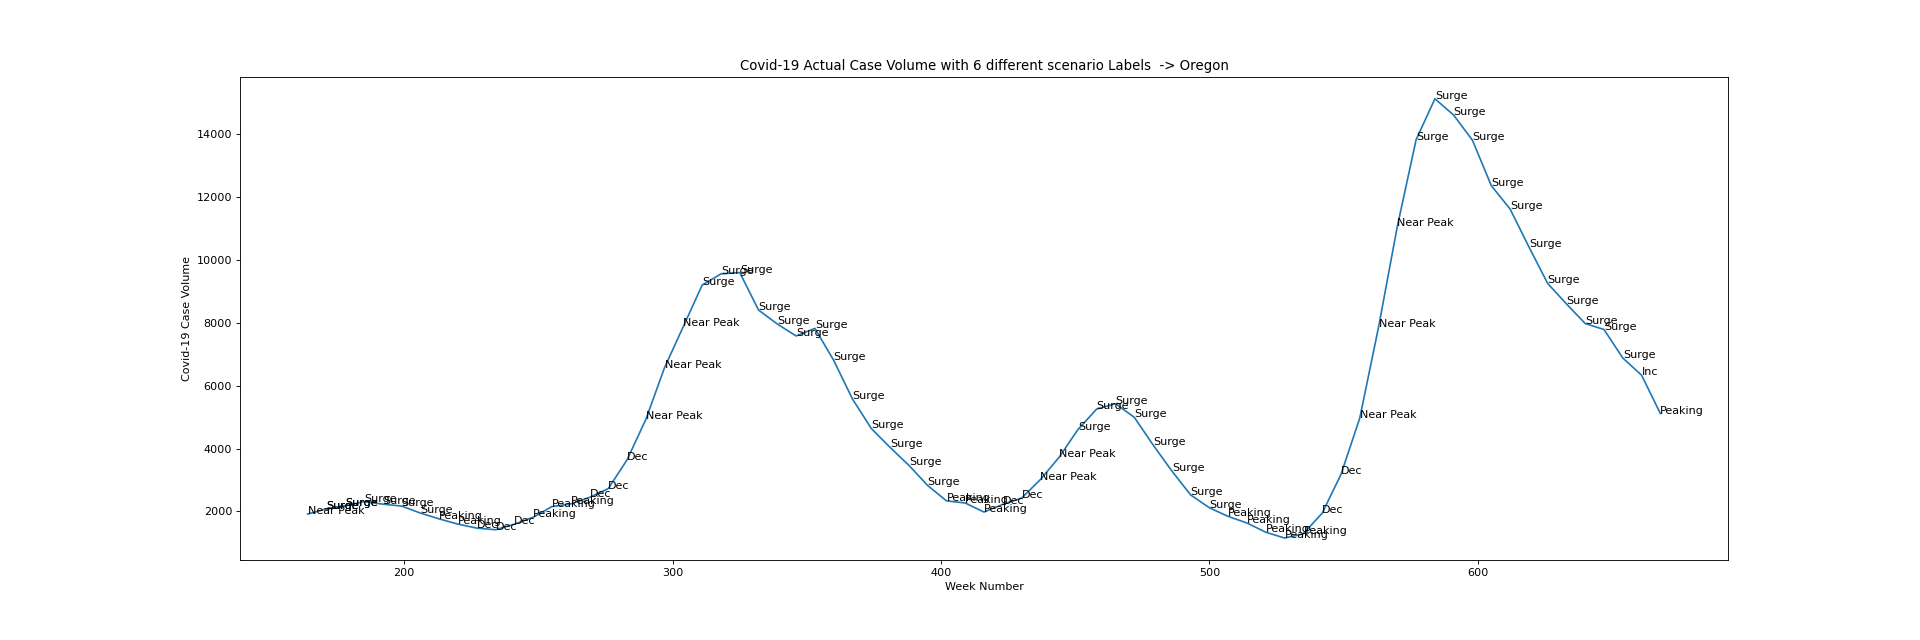 Covid-19 Actual Case Volume with 6 different scenario Labels -> Oregon
Covid-19 Case Volume
14000
12000
10000
8000
6000
4000
2000
Near Peak
Surge
Surge
Surge
Surge
Surge
Surge
Peaking
Peaking
Dec
Dec
Dec
Peaking
Peaking
Peaking
Dec
Dec
Dec
Near Peak
Near Peak
Near Peak
Surge
Surge
Surge
Surge
Surge
Surge
Surge
Surge
Surge
Surge
Surge
Surge
Surge
Peaking
Peaking
Peaking
Dec
Dec
Near Peak
Near Peak
Surge
Surge
Surge
Surge
Surge
Surge
Surge
Surge
Peaking
Peaking
Peaking
Peaking
Peaking
Dec
Dec
Near Peak
Near Peak
Near Peak
Surge
Surge
Surge
Surge
Surge
Surge
Surge
Surge
Surge
Surge
Surge
Surge
Inc
Peaking
200
300
400
500
600
Week Number